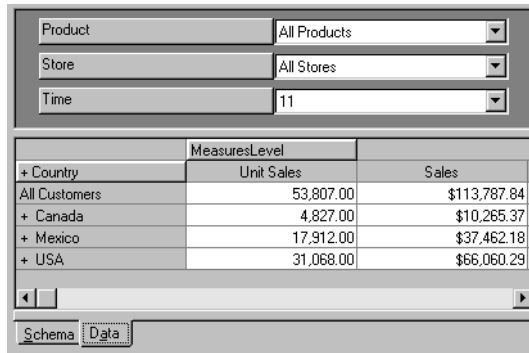 Product All Products
Store All Stores
Time 11
MeasuresLevel
+ Country Unit Sales Sales
All Customers 53,807.00 $113,787.84
+ Canada 4,827.00 $10,265.37
+ Mexico 17,912.00 $37,462.18
+ USA 31,068.00 $66,060.29
Schema Data